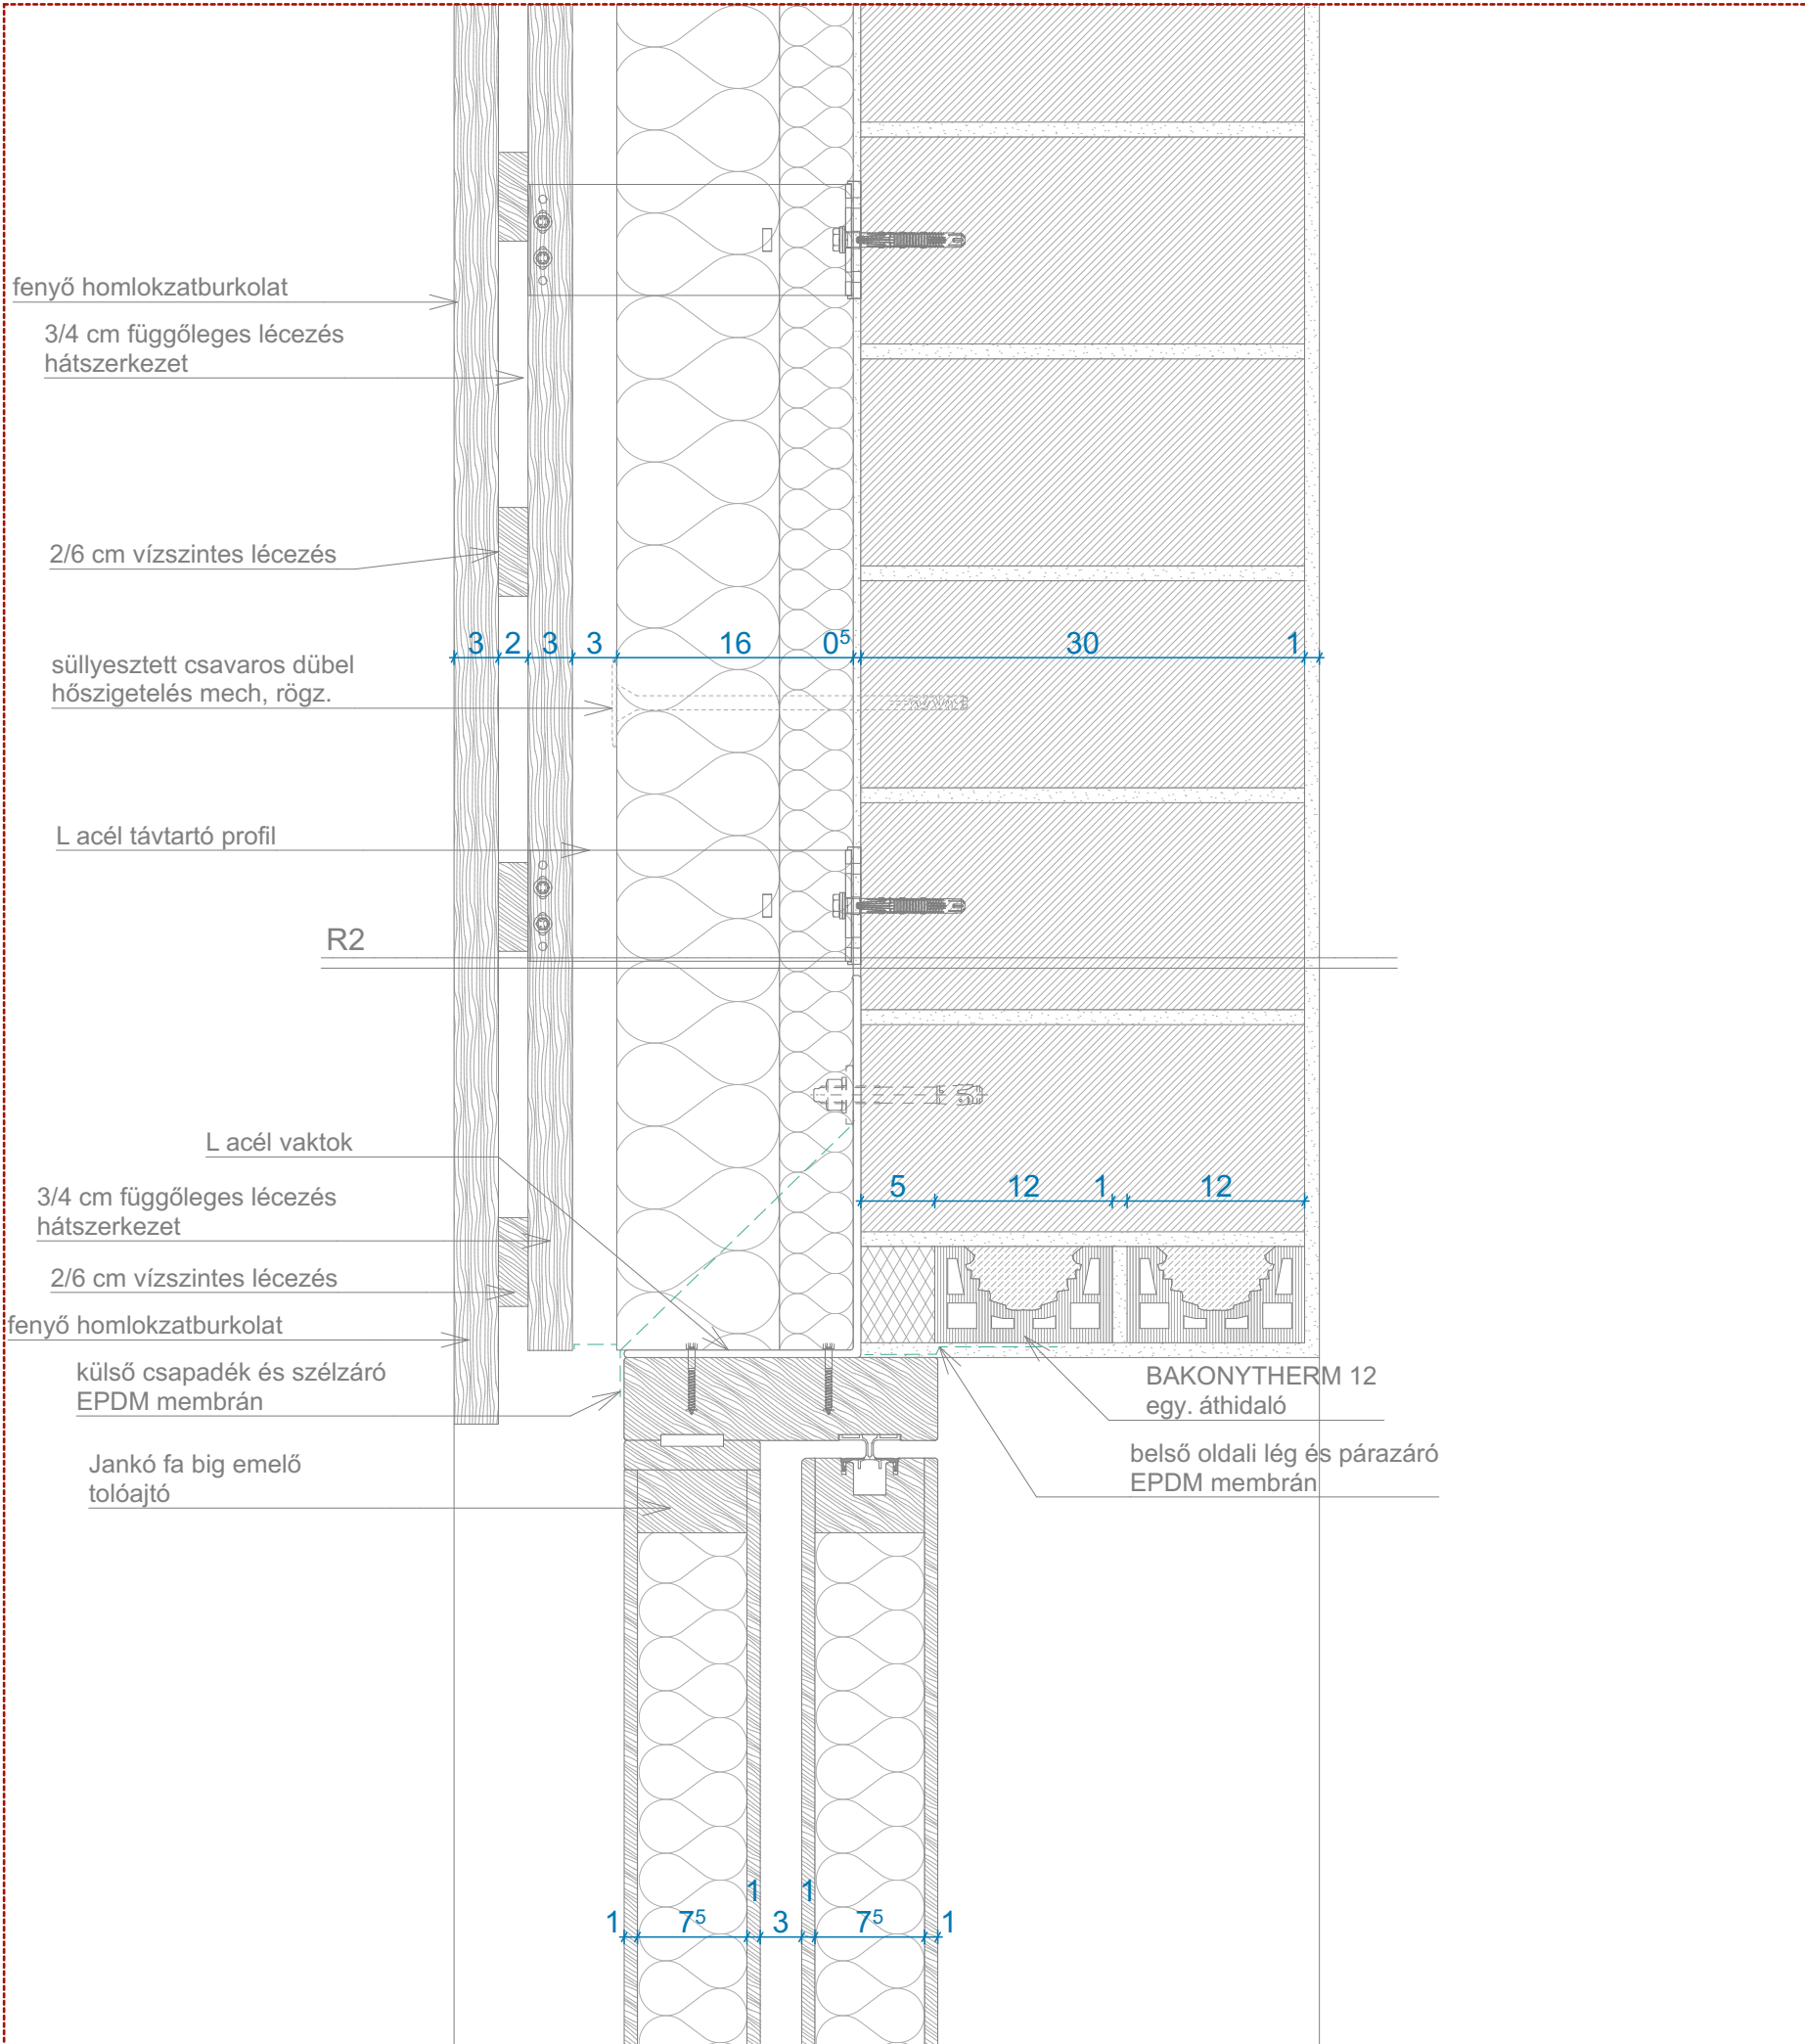 fenyő homlokzatburkolat
3/4 cm függőleges lécezés
hátszerkezet
2/6 cm vízszintes lécezés
3 2 3 3 16 0⁵ 30 1
süllyesztett csavaros dübel
hőszigetelés mech, rögz.
L acél távtartó profil
R2
L acél vaktok
5 12 1 12
3/4 cm függőleges lécezés
hátszerkezet
2/6 cm vízszintes lécezés
fenyő homlokzatburkolat
külső csapadék és szélzáró
EPDM membrán
BAKONYTHERM 12
egy. áthidaló
belső oldali lég és párazáró
EPDM membrán
Jankó fa big emelő
tolóajtó
1 7⁵ 1 3 1 7⁵ 1